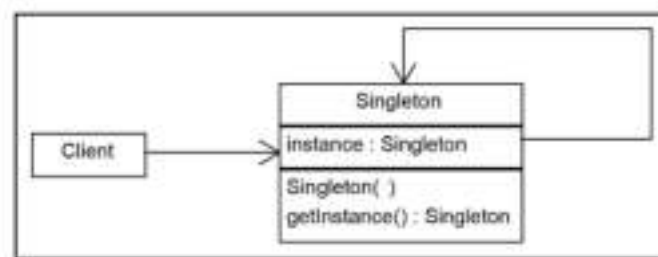 Singleton
Client
instance : Singleton
Singleton( )
getInstance() : Singleton